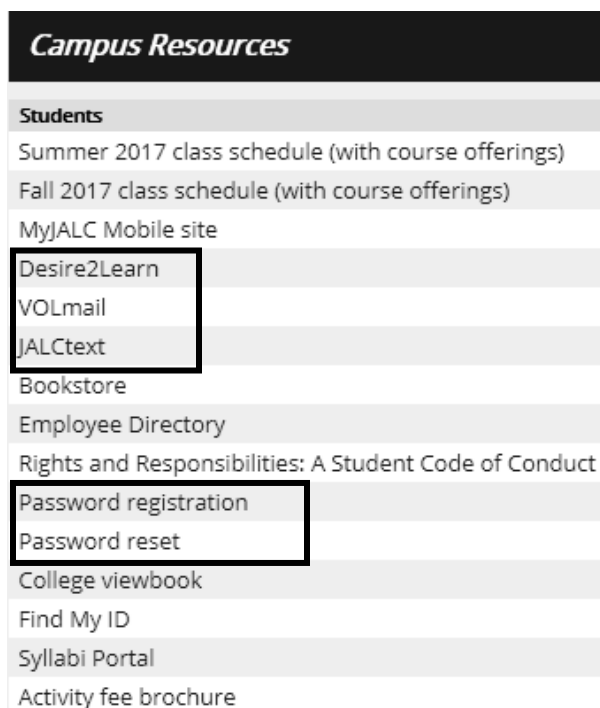 Campus Resources
Students
Summer 2017 class schedule (with course offerings)
Fall 2017 class schedule (with course offerings)
MyJALC Mobile site
Desire2Learn
VOLmail
JALCtext
Bookstore
Employee Directory
Rights and Responsibilities: A Student Code of Conduct
Password registration
Password reset
College viewbook
Find My ID
Syllabi Portal
Activity fee brochure